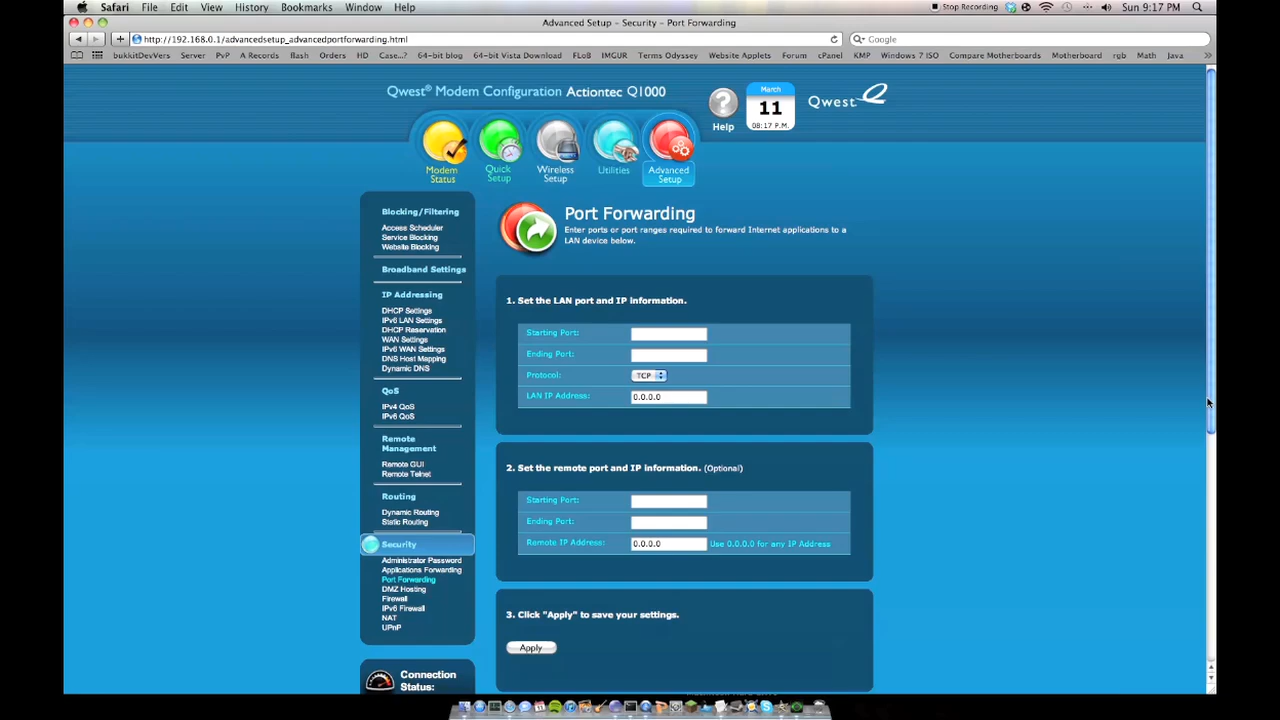 Safari File Edit View History Bookmarks Window Help Stop Recording Sun 9:17 PM
Advanced Setup – Security – Port Forwarding
http://192.168.0.1/advancedsetup_advancedportforwarding.html Google
bukkitDevVers Server PvP A Records flash Orders HD Case...? 64-bit blog 64-bit Vista Download FLoB IMGUR Terms Odyssey Website Boutiques Forum cPanel KMP Windows 7 ISO Compare Motherboards Motherboard rgb Math Java
Qwest® Modem Configuration Actiontec Q1000
Modem Status
Quick Setup
Wireless Setup
Utilities
Advanced Setup
Help
March
11
08:17 P.M.
Qwest
Blocking/Filtering
Access Scheduler
Service Blocking
Website Blocking
Broadband Settings
IP Addressing
DHCP Settings
IPv6 LAN Settings
DHCP Reservation
WAN Settings
IPv6 WAN Settings
DNS Host Mapping
Dynamic DNS
QoS
IPv4 QoS
IPv6 QoS
Remote
Management
Remote GUI
Remote Telnet
Routing
Dynamic Routing
Static Routing
Security
Administrator Password
Applications Forwarding
Port Forwarding
DMZ Hosting
Firewall
IPv6 Firewall
NAT
UPnP
Connection
Status:
Port Forwarding
Enter ports or port ranges required to forward Internet applications to a
LAN device below.
1. Set the LAN port and IP information.
Starting Port:
Ending Port:
Protocol: TCP
LAN IP Address: 0.0.0.0
2. Set the remote port and IP information. (Optional)
Starting Port:
Ending Port:
Remote IP Address: 0.0.0.0 Use 0.0.0.0 for any IP Address
3. Click "Apply" to save your settings.
Apply